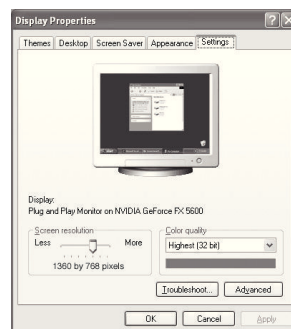 Display Properties
Themes Desktop Screen Saver Appearance Settings
Display:
Plug and Play Monitor on NVIDIA GeForce FX 5600
Screen resolution
Less More
1360 by 768 pixels
Color quality
Highest (32 bit)
Troubleshoot... Advanced
OK Cancel Apply